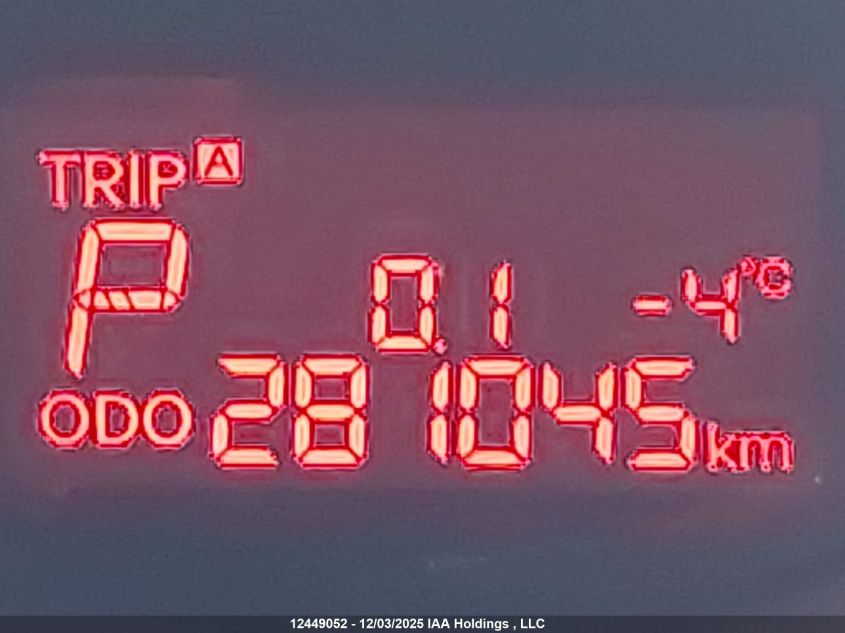 TRIP A
P 0.1 -4°C
ODO 281045 km
12449052 - 12/03/2025 IAA Holdings , LLC